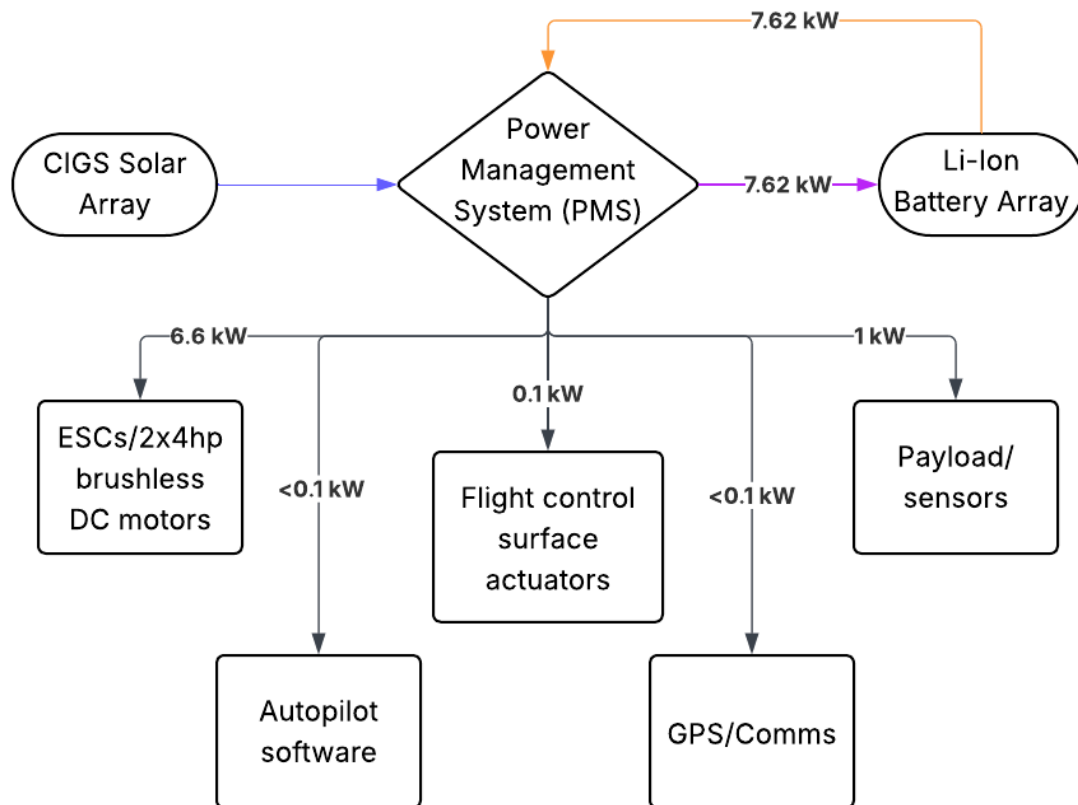 7.62 kW
CIGS Solar
Array
Power
Management
System (PMS)
7.62 kW
Li-Ion
Battery Array
6.6 kW
1 kW
0.1 kW
<0.1 kW
<0.1 kW
ESCs/2x4hp
brushless
DC motors
Flight control
surface
actuators
Payload/
sensors
Autopilot
software
GPS/Comms